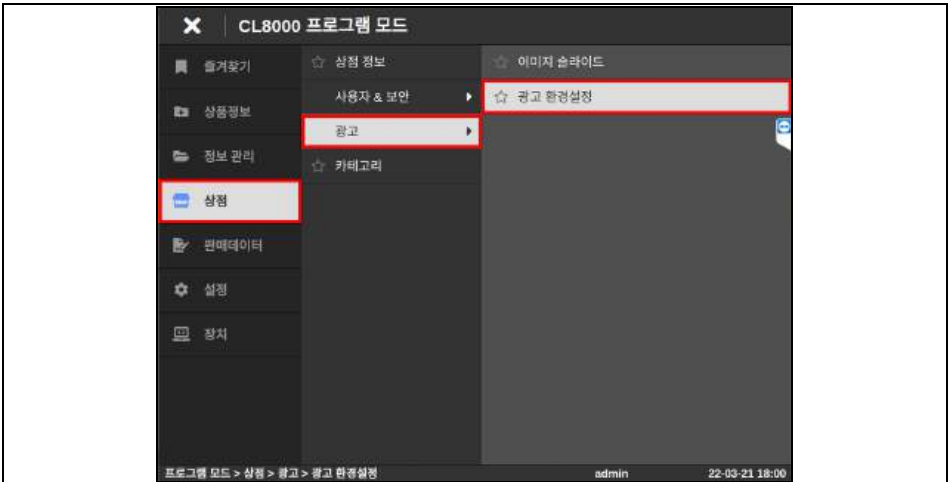 CL8000 프로그램 모드
즐겨찾기
상품정보
정보 관리
상점
판매데이터
설정
장치
상점 정보
사용자 & 보안
광고
카테고리
이미지 슬라이드
광고 환경설정
프로그램 모드 > 상점 > 광고 > 광고 환경설정 admin 22-03-21 18:00